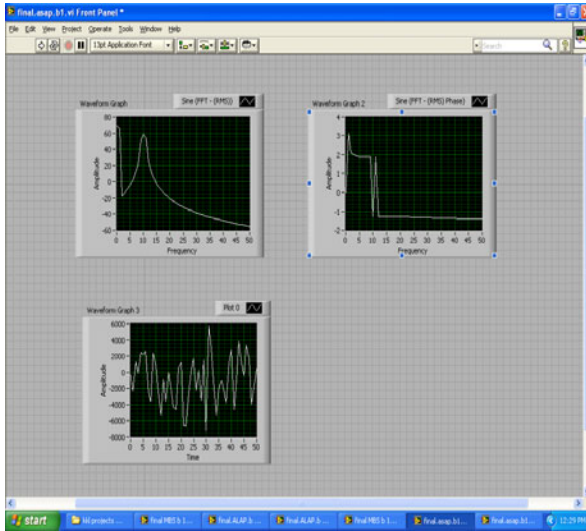 final.asap.b1.vi Front Panel *
File Edit View Project Operate Tools Window Help
13pt Application Font
Search
Waveform Graph
Sine (FFT - (RMS))
80
60
40
20
0
-20
-40
-60
Amplitude
0 5 10 15 20 25 30 35 40 45 50
Frequency
Waveform Graph 2
Sine (FFT - (RMS) Phase)
4
3
2
1
0
-1
-2
Amplitude
0 5 10 15 20 25 30 35 40 45 50
Frequency
Waveform Graph 3
Plot 0
6000
4000
2000
0
-2000
-4000
-6000
-8000
Amplitude
0 5 10 15 20 25 30 35 40 45 50
Time
start
projects ...
final MBS b 1...
final.ALAP.b ...
final.ALAP.b ...
final MBS b 1...
final.asap.b1...
final.asap.b1...